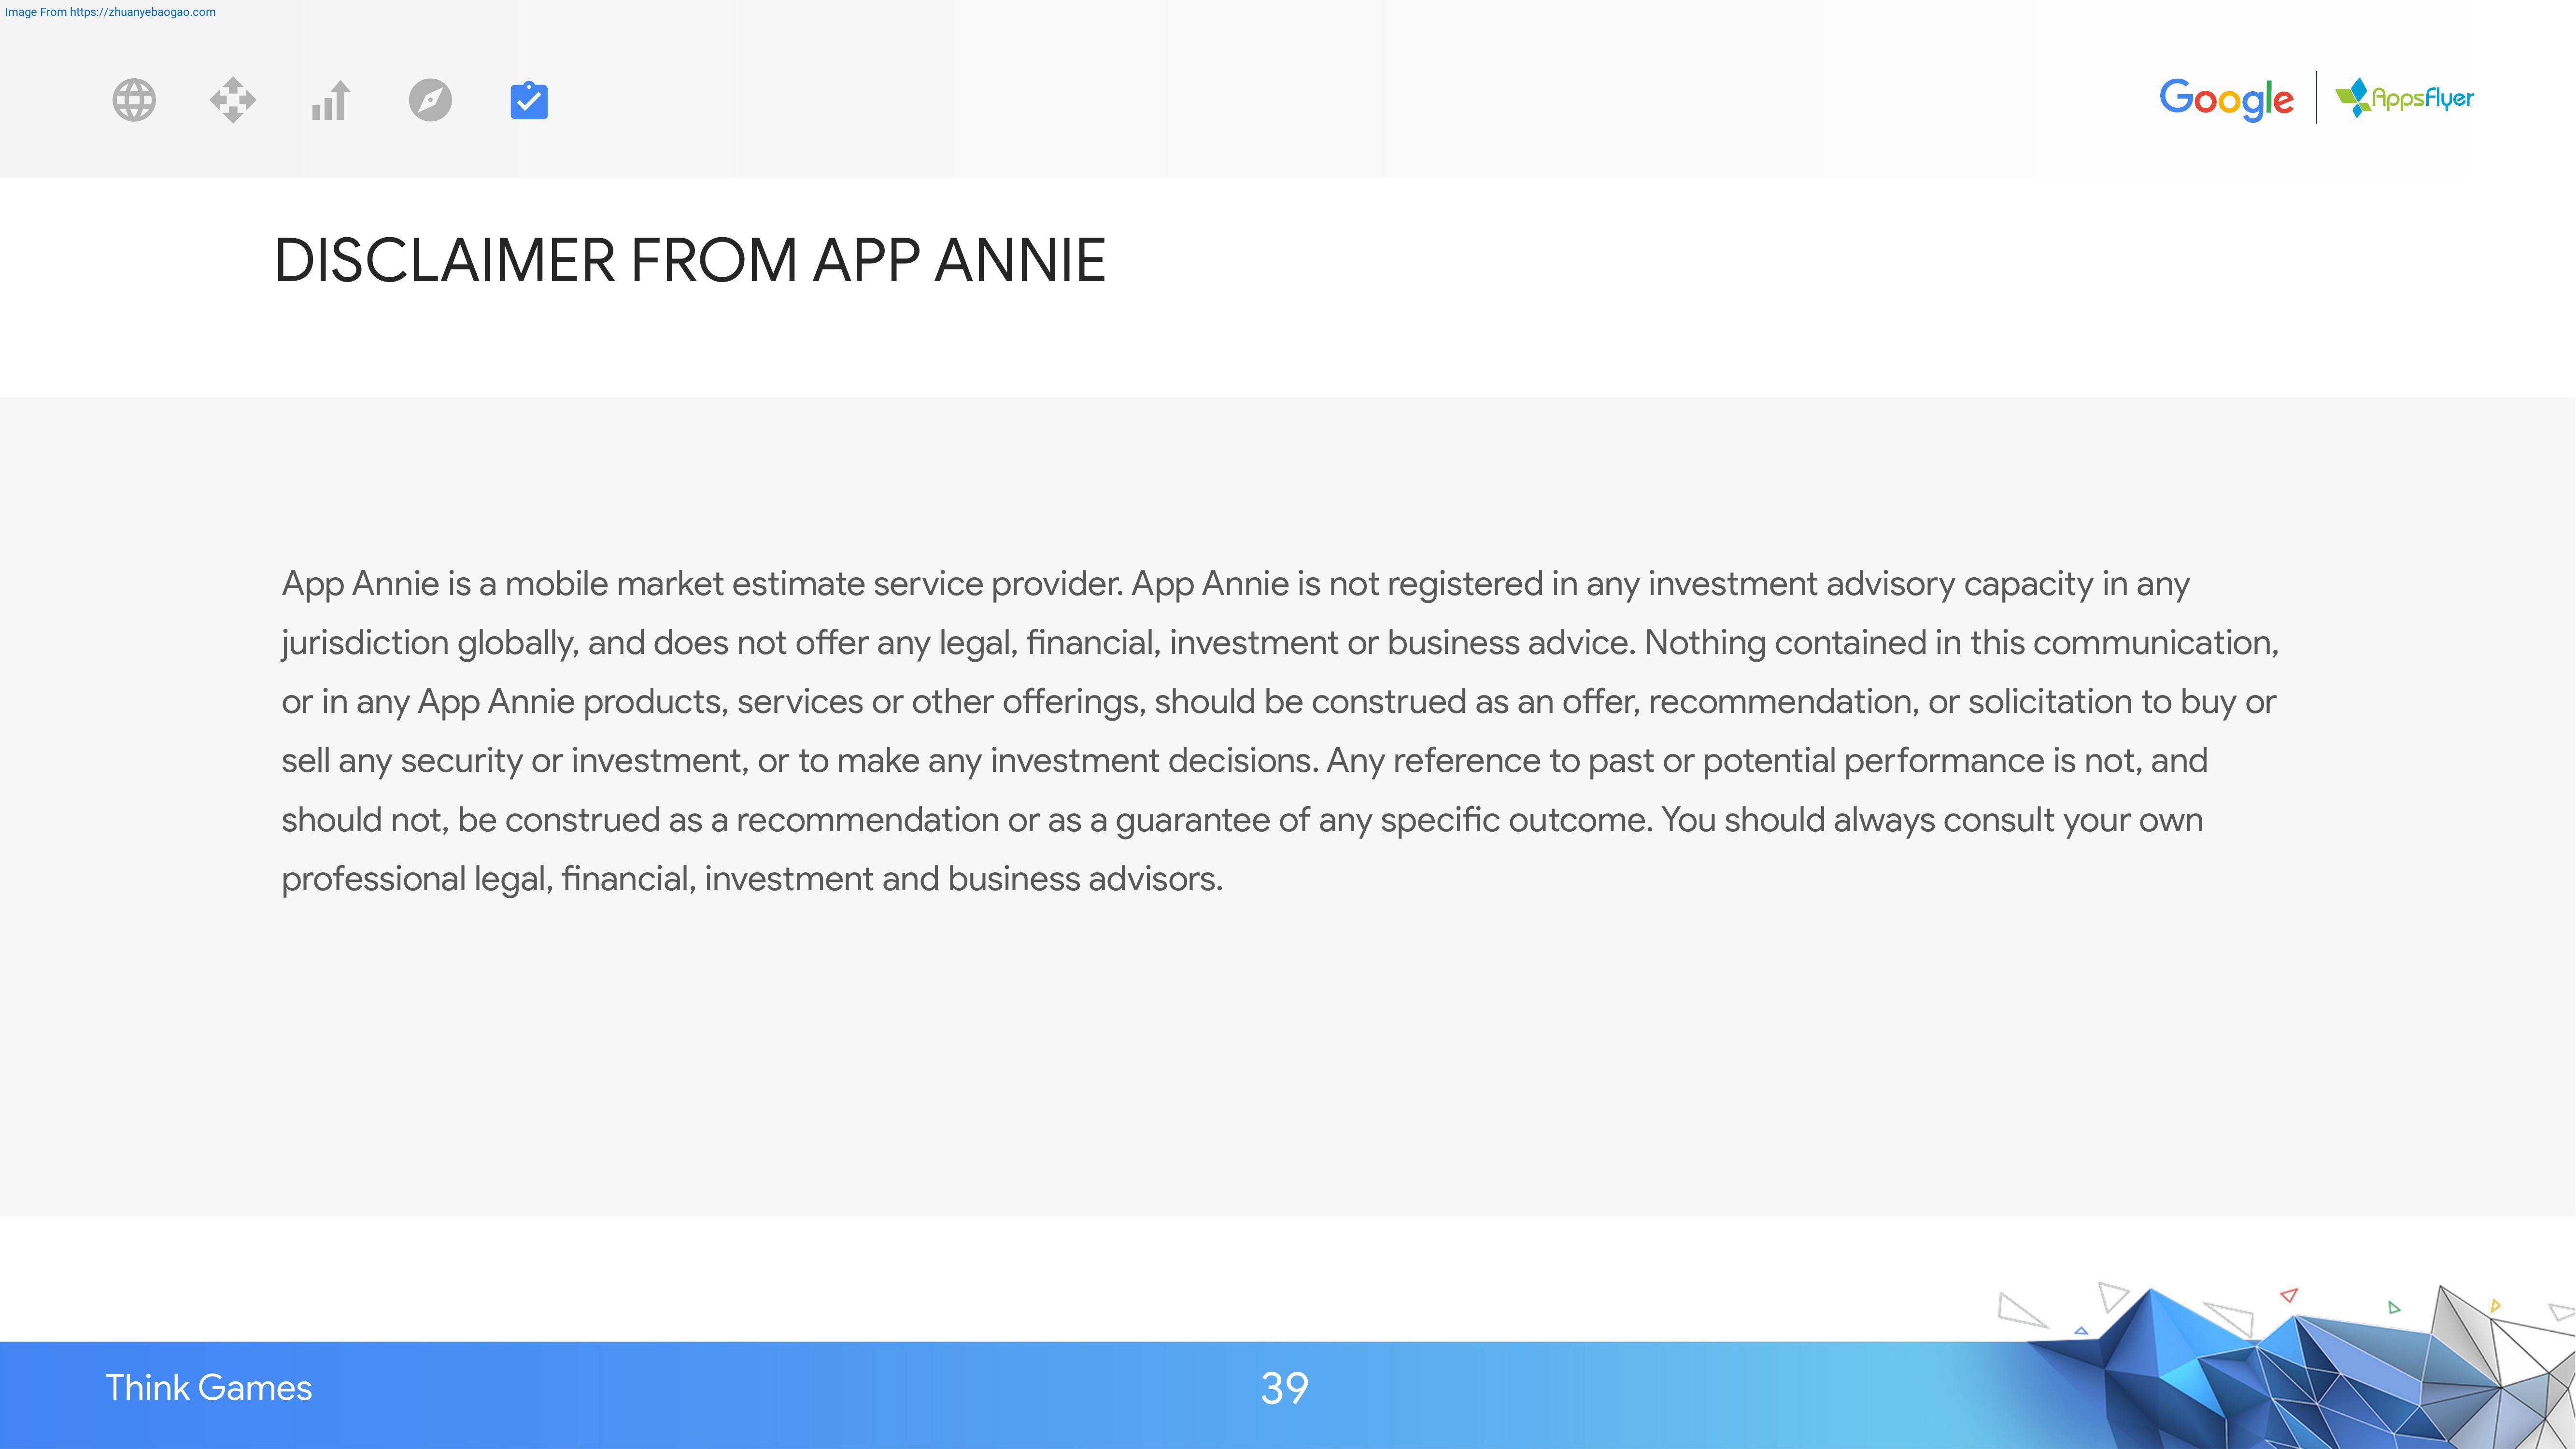 Image From https://zhuanyebaogao.com
Google
AppsFlyer
DISCLAIMER FROM APP ANNIE
App Annie is a mobile market estimate service provider. App Annie is not registered in any investment advisory capacity in any
jurisdiction globally, and does not offer any legal, financial, investment or business advice. Nothing contained in this communication,
or in any App Annie products, services or other offerings, should be construed as an offer, recommendation, or solicitation to buy or
sell any security or investment, or to make any investment decisions. Any reference to past or potential performance is not, and
should not, be construed as a recommendation or as a guarantee of any specific outcome. You should always consult your own
professional legal, financial, investment and business advisors.
Think Games
39